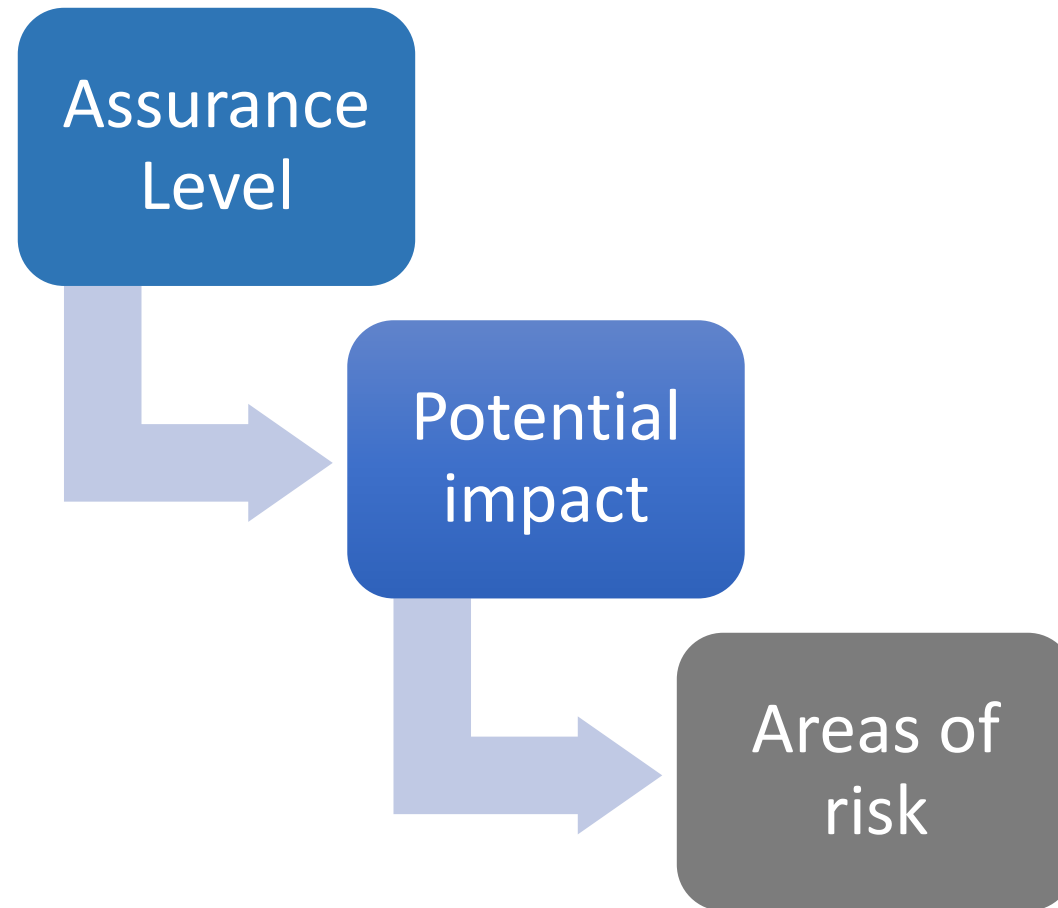 Assurance
Level
Potential
impact
Areas of
risk